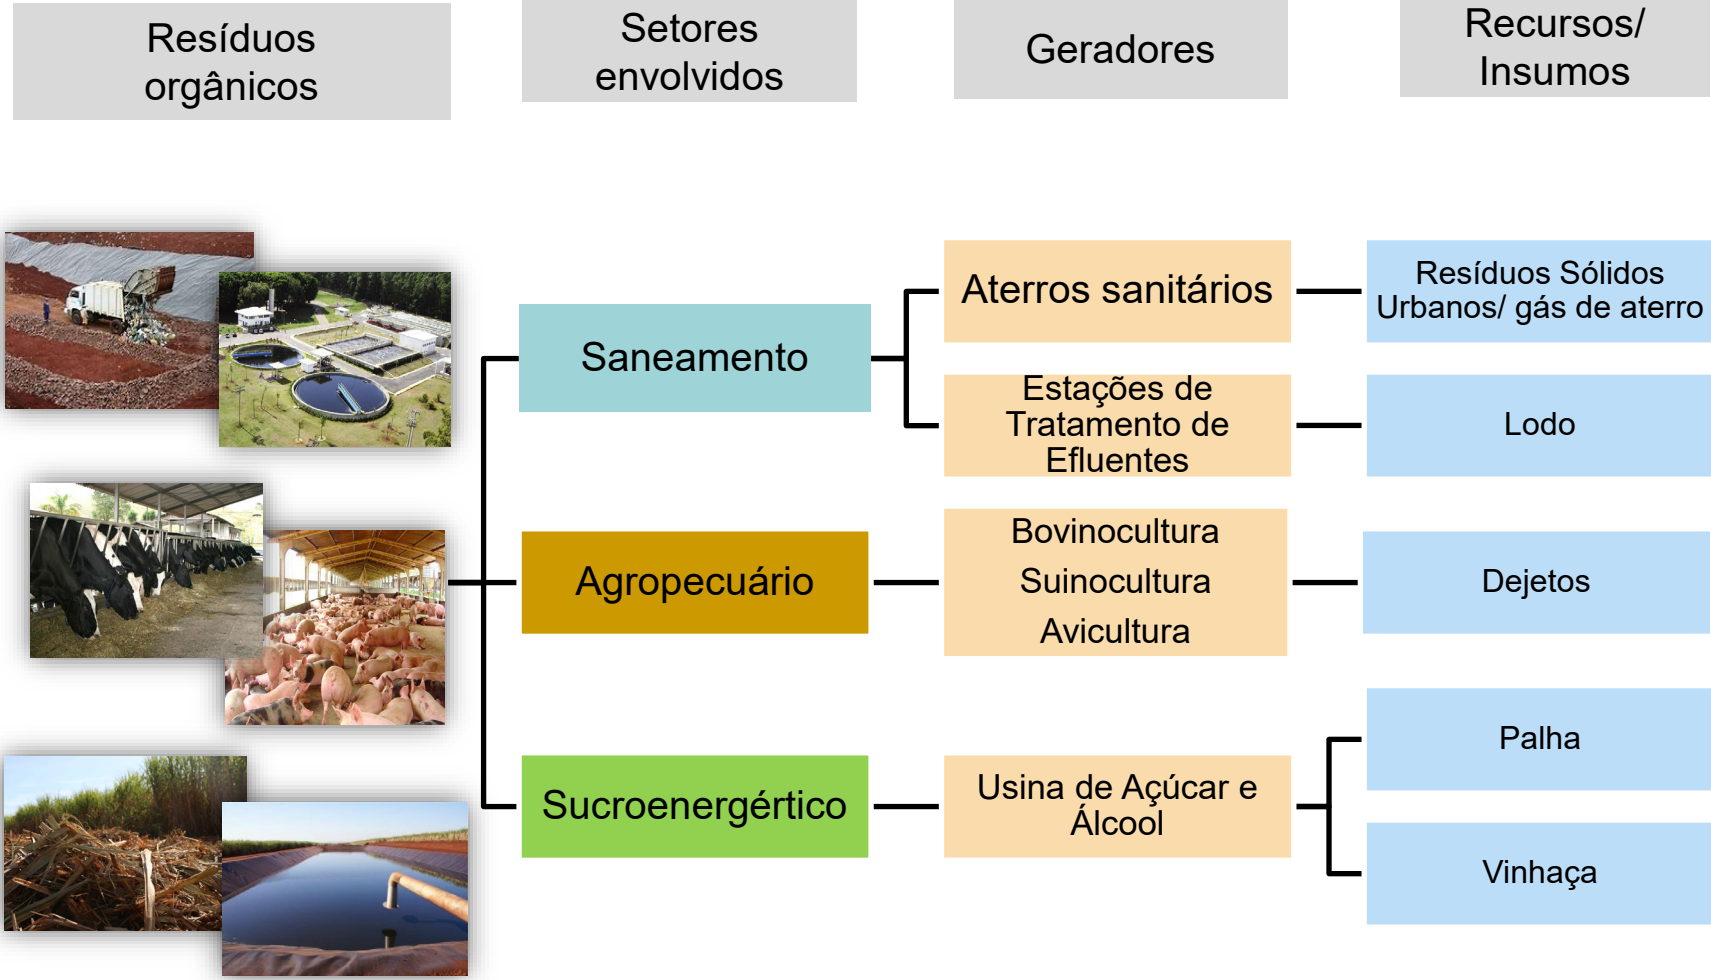 Resíduos
orgânicos
Setores
envolvidos
Geradores
Recursos/
Insumos
Saneamento
Aterros sanitários
Resíduos Sólidos
Urbanos/ gás de aterro
Estações de
Tratamento de
Efluentes
Lodo
Agropecuário
Bovinocultura
Suinocultura
Avicultura
Dejetos
Sucroenergértico
Usina de Açúcar e
Álcool
Palha
Vinhaça